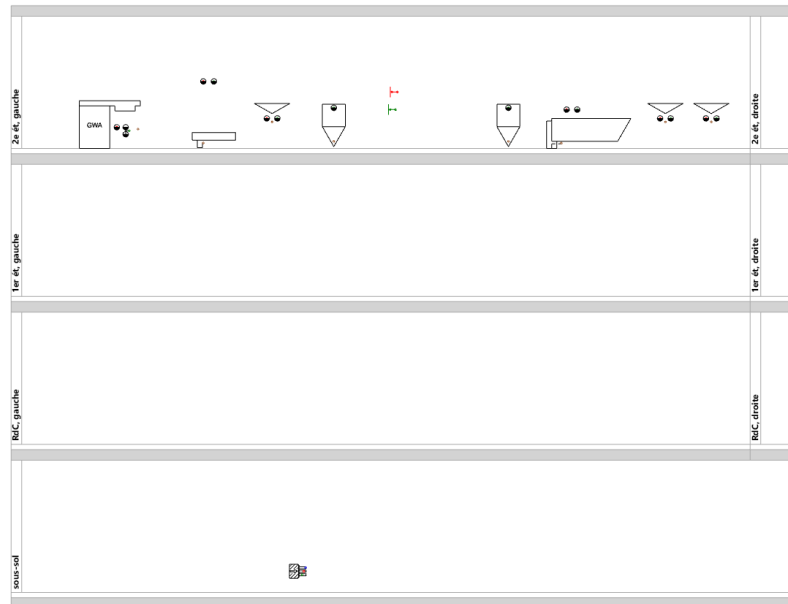 2e ét, gauche
GWA
2e ét, droite
1er ét, gauche
1er ét, droite
RdC, gauche
RdC, droite
sous-sol